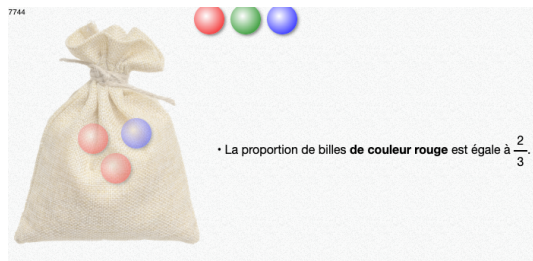 7744
• La proportion de billes de couleur rouge est égale à 2/3.